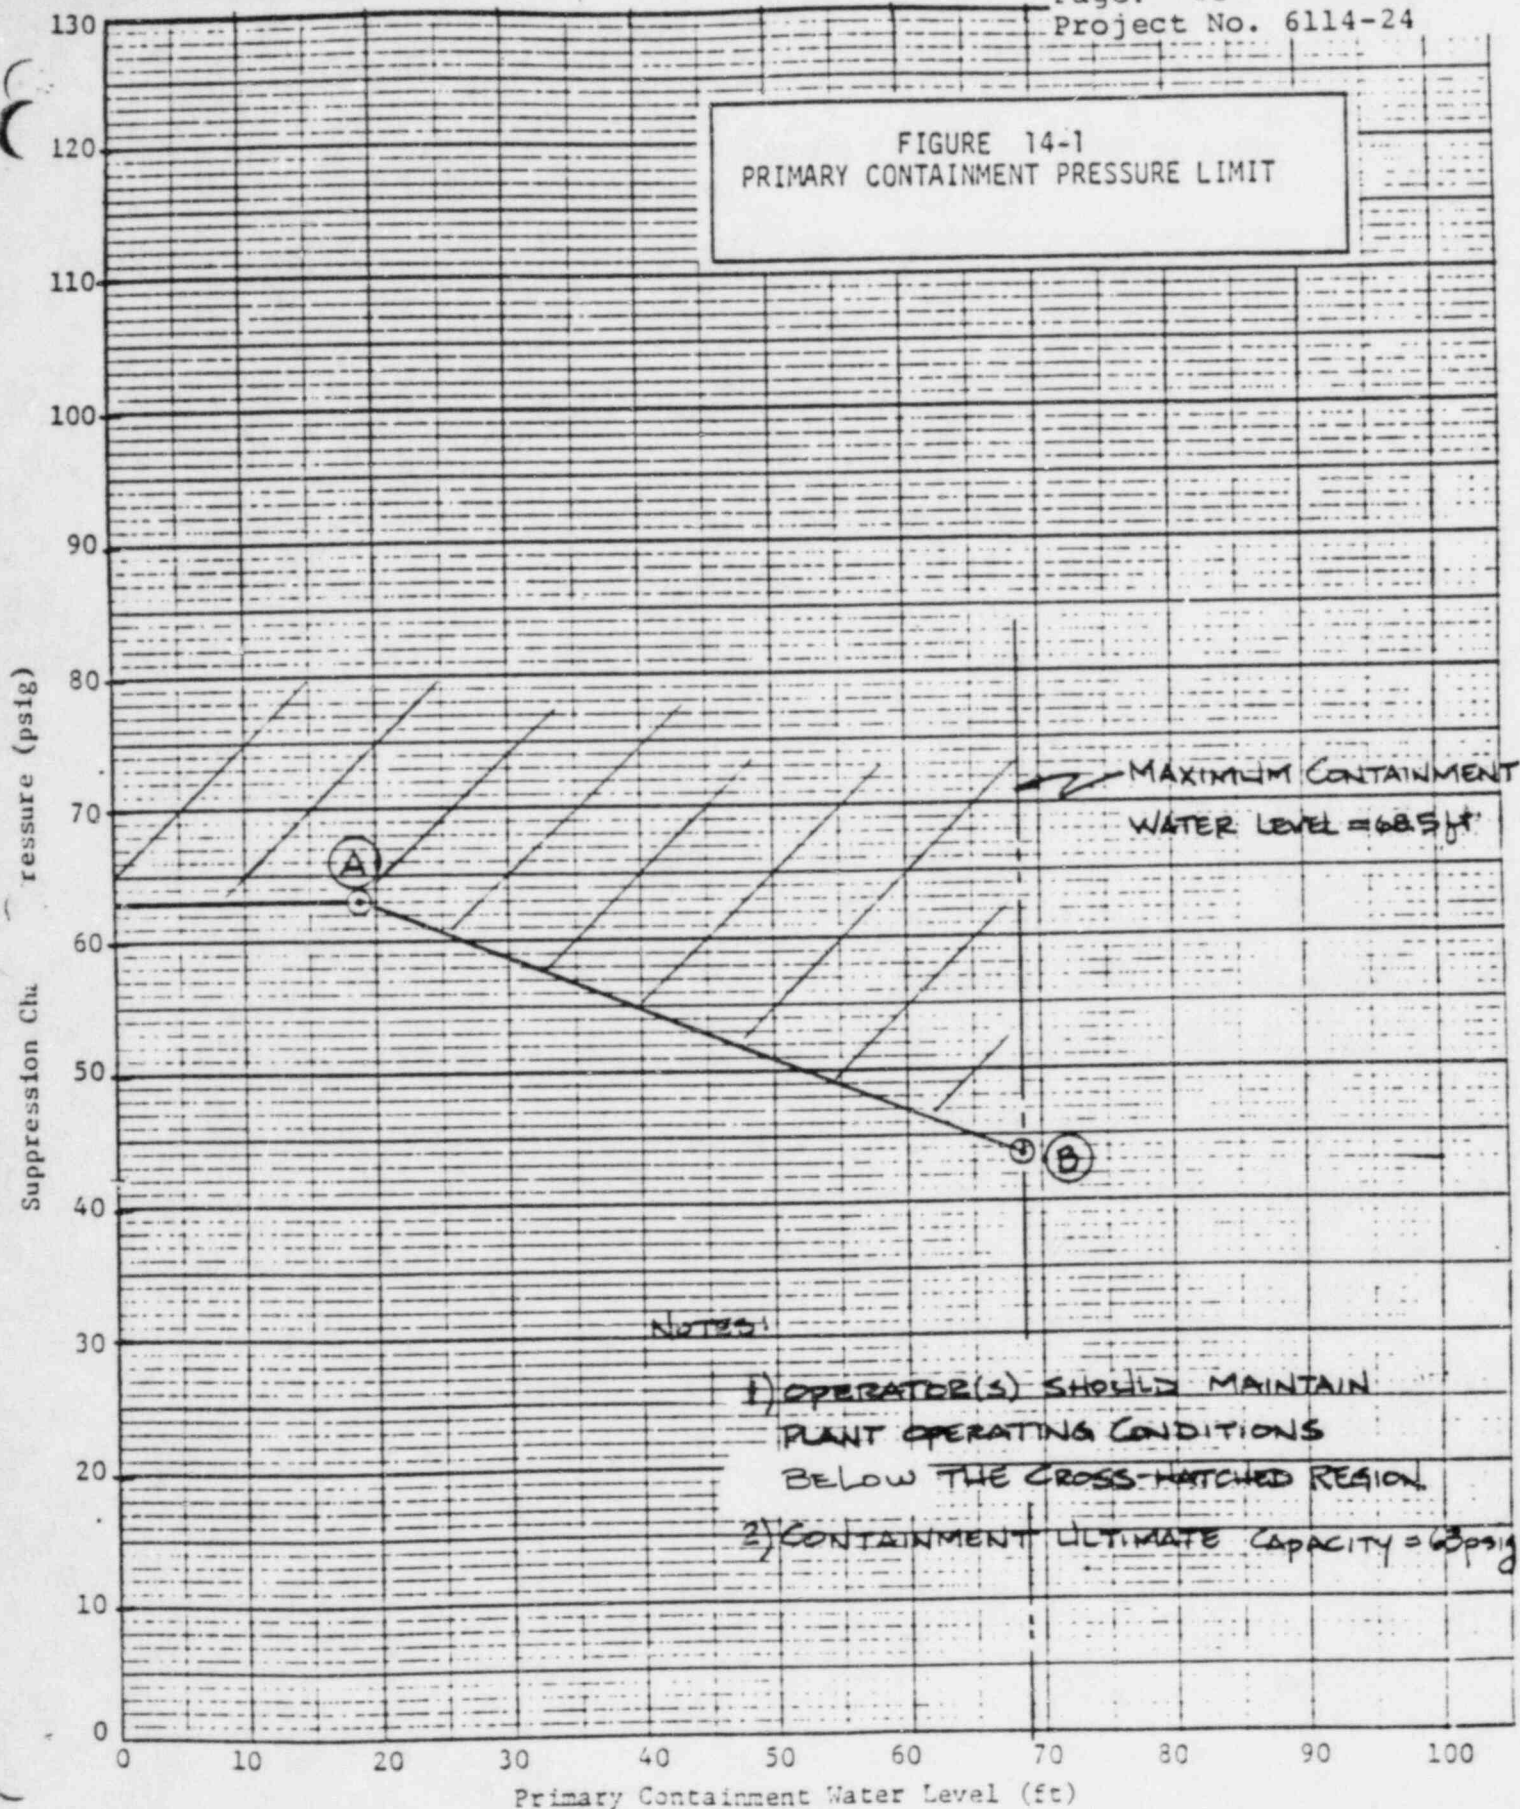 Project No. 6114-24
FIGURE 14-1
PRIMARY CONTAINMENT PRESSURE LIMIT
130
120
110
100
90
80
70
60
50
40
30
20
10
0
Suppression Cha ressure (psig)
A
B
MAXIMUM CONTAINMENT
WATER LEVEL = 68.5 ft
NOTES:
1) OPERATOR(S) SHOULD MAINTAIN
PLANT OPERATING CONDITIONS
BELOW THE CROSS-HATCHED REGION.
2) CONTAINMENT ULTIMATE CAPACITY = 63 psig
0 10 20 30 40 50 60 70 80 90 100
Primary Containment Water Level (ft)